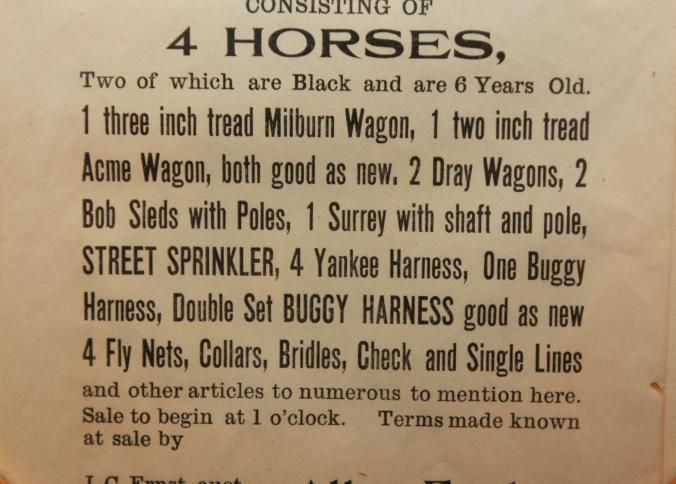 CONSISTING OF
4 HORSES,
Two of which are Black and are 6 Years Old.
1 three inch tread Milburn Wagon, 1 two inch tread
Acme Wagon, both good as new. 2 Dray Wagons, 2
Bob Sleds with Poles, 1 Surrey with shaft and pole,
STREET SPRINKLER, 4 Yankee Harness, One Buggy
Harness, Double Set BUGGY HARNESS good as new
4 Fly Nets, Collars, Bridles, Check and Single Lines
and other articles to numerous to mention here.
Sale to begin at 1 o'clock. Terms made known
at sale by